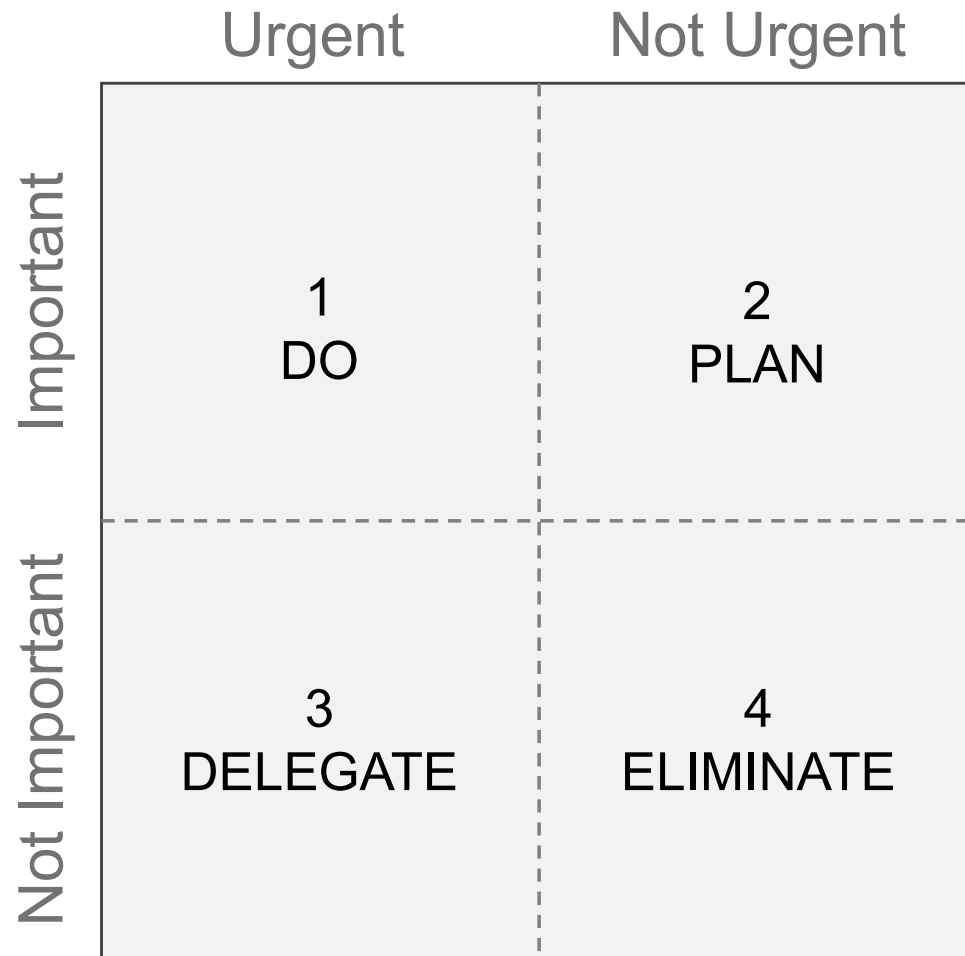 Urgent
Not Urgent
Important
1
DO
2
PLAN
Not Important
3
DELEGATE
4
ELIMINATE